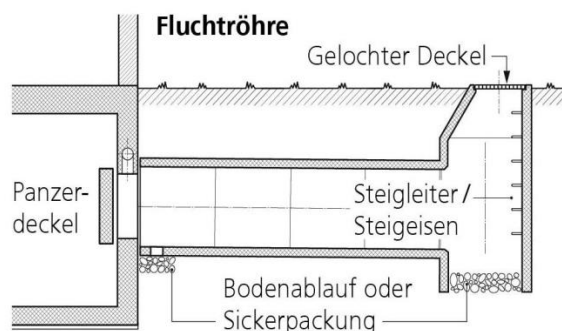 Fluchtröhre
Gelochter Deckel
Panzer-
deckel
Steigleiter /
Steigeisen
Bodenablauf oder
Sickerpackung